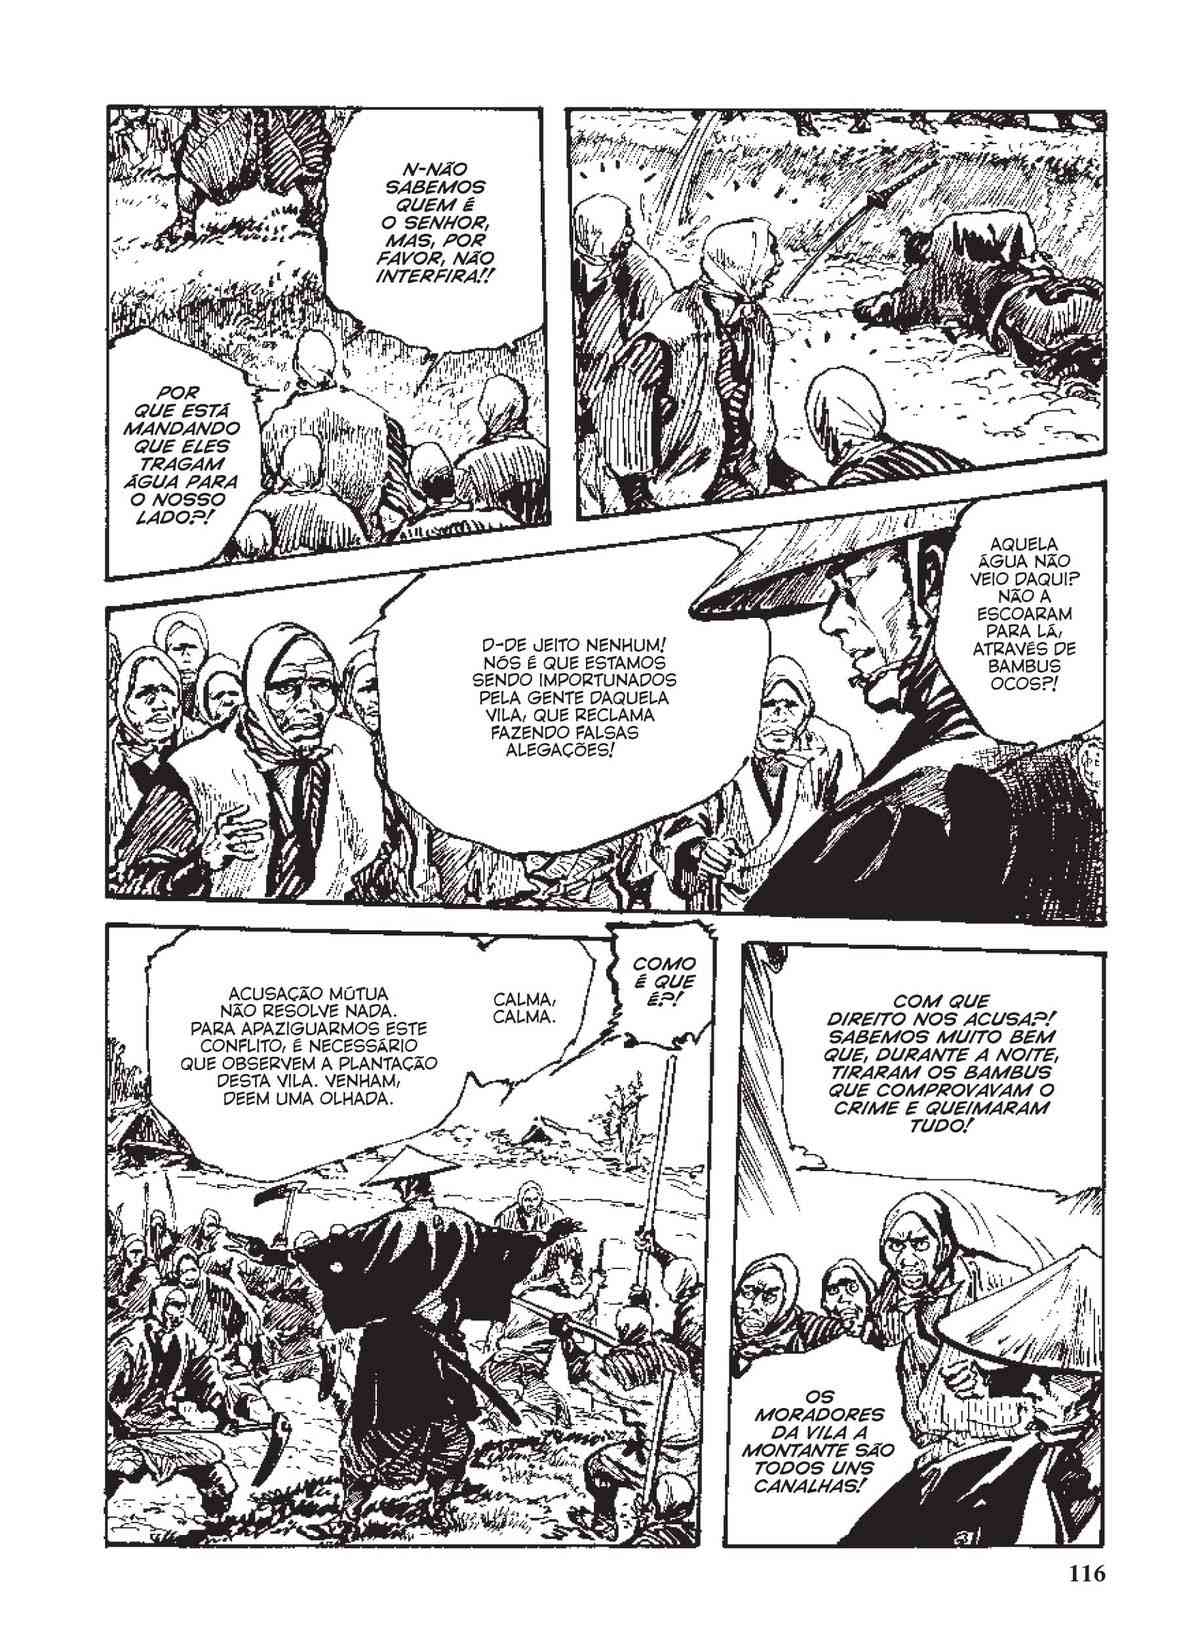 N-NÃO
SABEMOS
QUEM É
O SENHOR,
MAS, POR
FAVOR, NÃO
INTERFIRA!!
POR
QUE ESTÁ
MANDANDO
QUE ELES
TRAGAM
ÁGUA PARA
O NOSSO
LADO?!
AQUELA
ÁGUA NÃO
VEIO DAQUI?
NÃO A
ESCOARAM
PARA LÁ,
ATRAVÉS DE
BAMBUS
OCOS?!
D-DE JEITO NENHUM!
NÓS É QUE ESTAMOS
SENDO IMPORTUNADOS
PELA GENTE DAQUELA
VILA, QUE RECLAMA
FAZENDO FALSAS
ALEGAÇÕES!
COM QUE
DIREITO NOS ACUSA?!
SABEMOS MUITO BEM
QUE, DURANTE A NOITE,
TIRARAM OS BAMBUS
QUE COMPROVAVAM O
CRIME E QUEIMARAM
TUDO!
OS
MORADORES
DA VILA A
MONTANTE SÃO
TODOS UNS
CANALHAS!
COMO
É QUE
É?!
CALMA,
CALMA.
ACUSAÇÃO MÚTUA
NÃO RESOLVE NADA.
PARA APAZIGUARMOS ESTE
CONFLITO, É NECESSÁRIO
QUE OBSERVEM A PLANTAÇÃO
DESTA VILA. VENHAM,
DEEM UMA OLHADA.
116